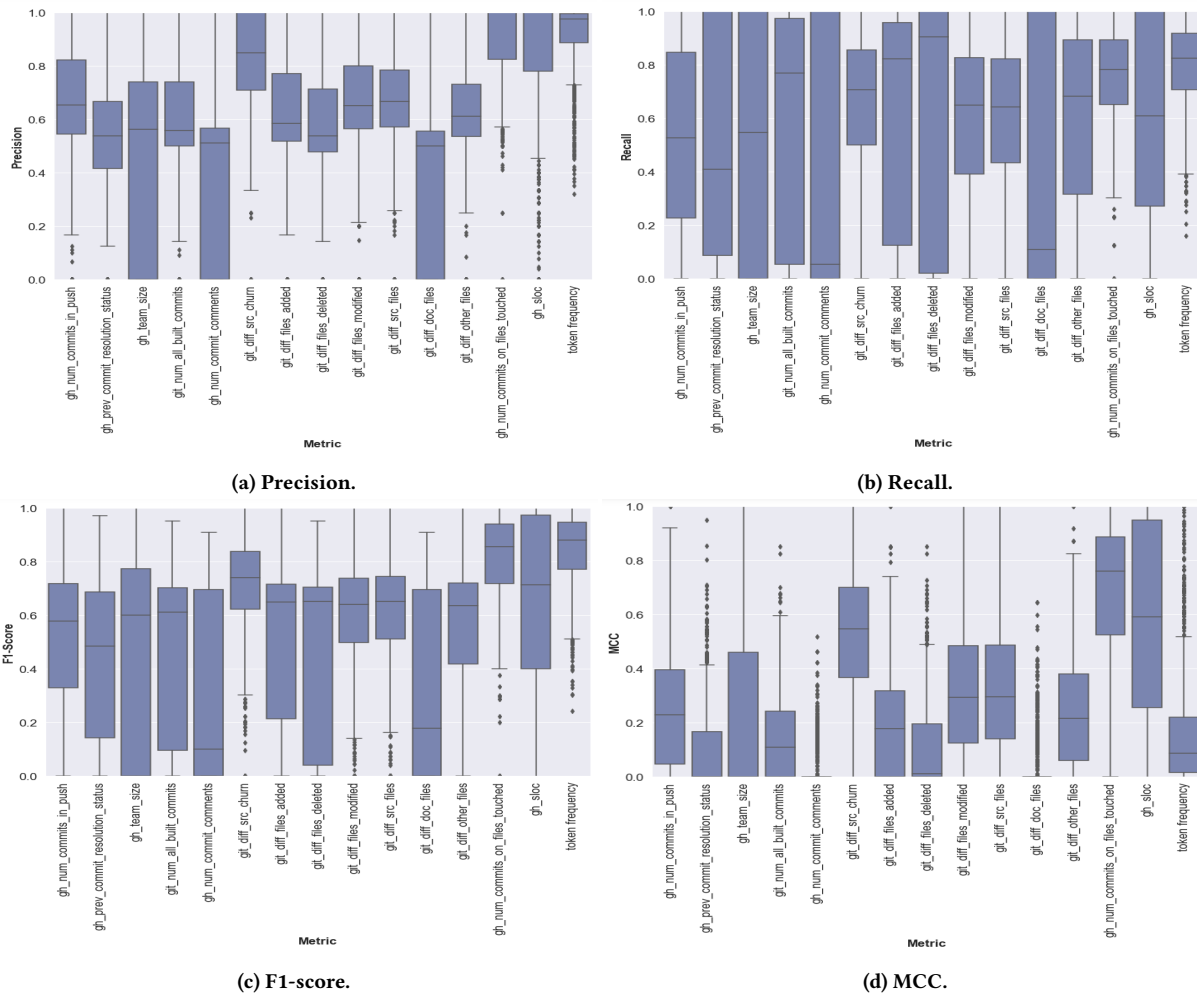 1.0
0.8
0.6
0.4
0.2
0.0
Precision
gh_num_commits_in_push
gh_prev_commit_resolution_status
gh_team_size
git_num_all_built_commits
gh_num_commit_comments
git_diff_src_churn
git_diff_files_added
git_diff_files_deleted
git_diff_files_modified
git_diff_src_files
git_diff_doc_files
git_diff_other_files
gh_num_commits_on_files_touched
gh_sloc
token frequency
Metric
(a) Precision.
1.0
0.8
0.6
0.4
0.2
0.0
Recall
gh_num_commits_in_push
gh_prev_commit_resolution_status
gh_team_size
git_num_all_built_commits
gh_num_commit_comments
git_diff_src_churn
git_diff_files_added
git_diff_files_deleted
git_diff_files_modified
git_diff_src_files
git_diff_doc_files
git_diff_other_files
gh_num_commits_on_files_touched
gh_sloc
token frequency
Metric
(b) Recall.
1.0
0.8
0.6
0.4
0.2
0.0
F1-Score
gh_num_commits_in_push
gh_prev_commit_resolution_status
gh_team_size
git_num_all_built_commits
gh_num_commit_comments
git_diff_src_churn
git_diff_files_added
git_diff_files_deleted
git_diff_files_modified
git_diff_src_files
git_diff_doc_files
git_diff_other_files
gh_num_commits_on_files_touched
gh_sloc
token frequency
Metric
(c) F1-score.
1.0
0.8
0.6
0.4
0.2
0.0
MCC
gh_num_commits_in_push
gh_prev_commit_resolution_status
gh_team_size
git_num_all_built_commits
gh_num_commit_comments
git_diff_src_churn
git_diff_files_added
git_diff_files_deleted
git_diff_files_modified
git_diff_src_files
git_diff_doc_files
git_diff_other_files
gh_num_commits_on_files_touched
gh_sloc
token frequency
Metric
(d) MCC.